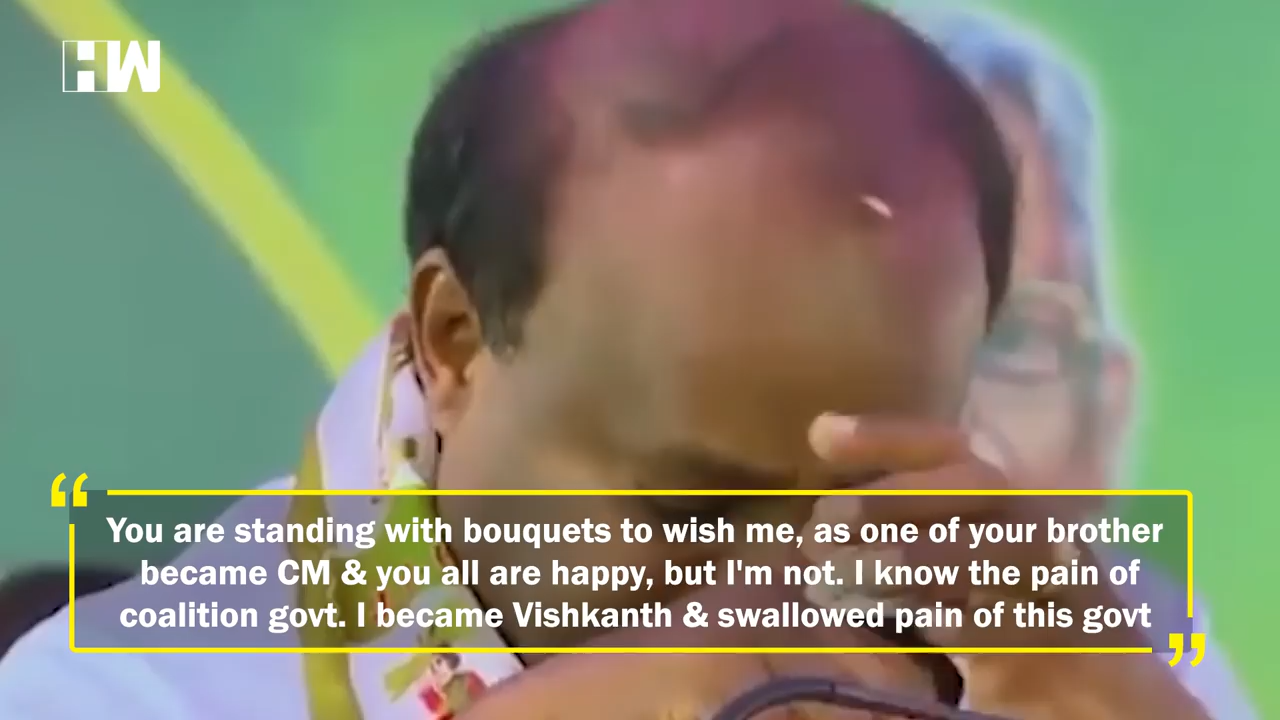 HW
“
You are standing with bouquets to wish me, as one of your brother
became CM & you all are happy, but I'm not. I know the pain of
coalition govt. I became Vishkanth & swallowed pain of this govt
”